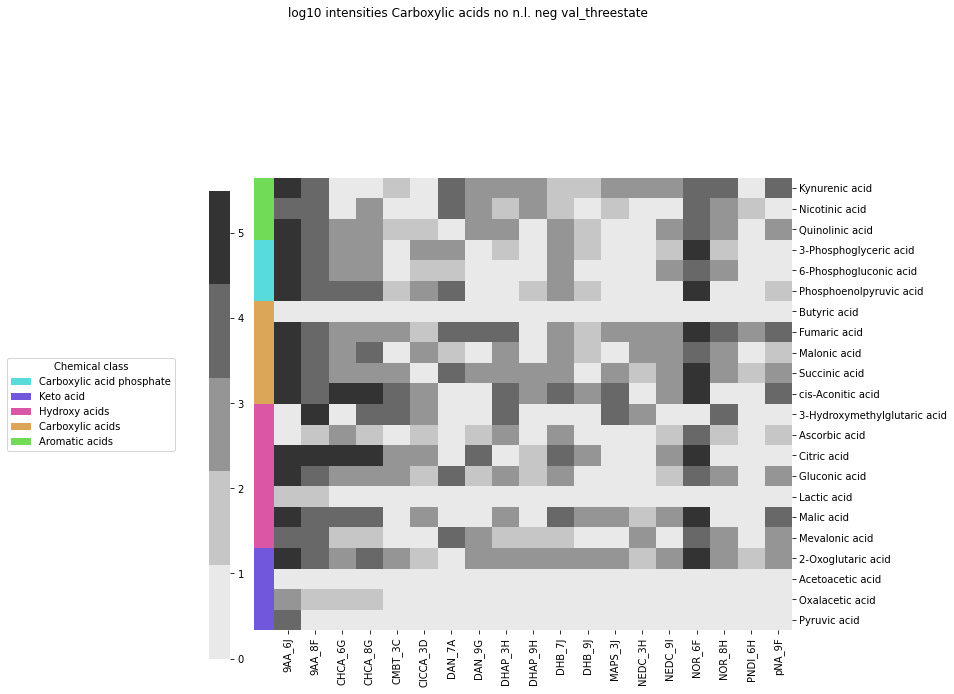 log10 intensities Carboxylic acids no n.l. neg val_threestate
Chemical class
Carboxylic acid phosphate
Keto acid
Hydroxy acids
Carboxylic acids
Aromatic acids
5
4
3
2
1
0
Kynurenic acid
Nicotinic acid
Quinolinic acid
3-Phosphoglyceric acid
6-Phosphogluconic acid
Phosphoenolpyruvic acid
Butyric acid
Fumaric acid
Malonic acid
Succinic acid
cis-Aconitic acid
3-Hydroxymethylglutaric acid
Ascorbic acid
Citric acid
Gluconic acid
Lactic acid
Malic acid
Mevalonic acid
2-Oxoglutaric acid
Acetoacetic acid
Oxalacetic acid
Pyruvic acid
9AA_6J
9AA_8F
CHCA_6G
CHCA_8G
CMBT_3C
ClCCA_3D
DAN_7A
DAN_9G
DHAP_3H
DHAP_9H
DHB_7J
DHB_9J
MAPS_3J
NEDC_3H
NEDC_9I
NOR_6F
NOR_8H
PNDI_6H
pNA_9F